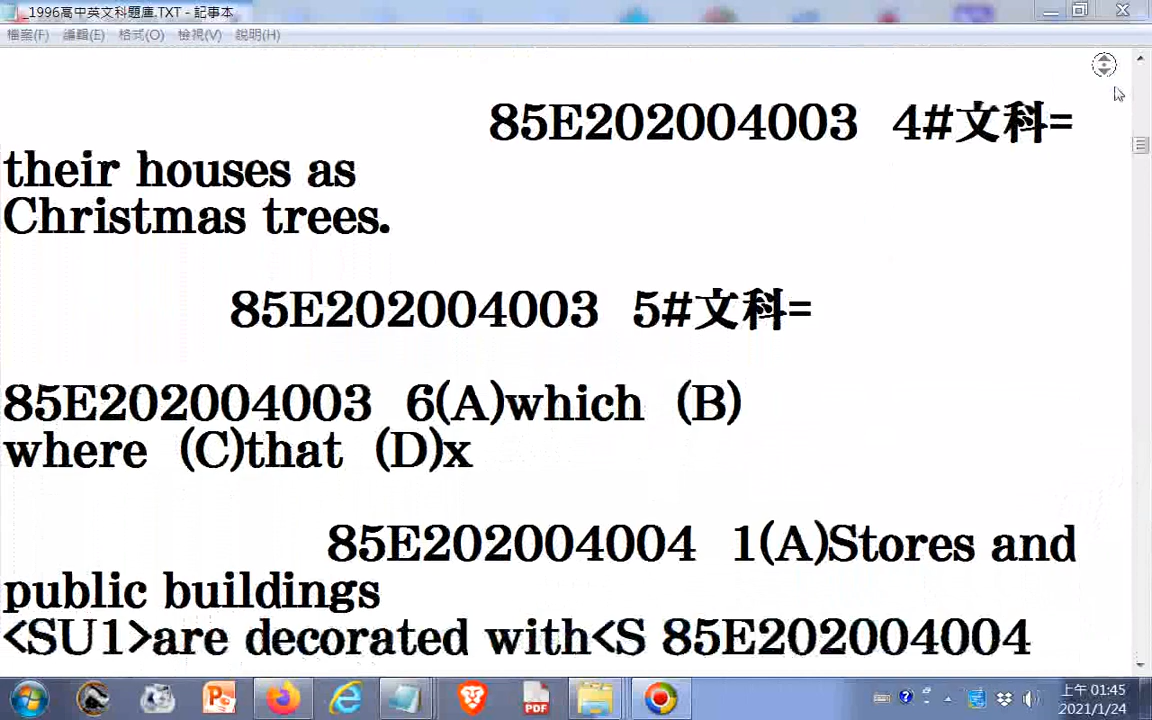 _1996高中英文科題庫.TXT - 記事本
檔案(F) 編輯(E) 格式(O) 檢視(V) 說明(H)
85E202004003 4#文科=
their houses as
Christmas trees.
85E202004003 5#文科=
85E202004003 6(A)which (B)
where (C)that (D)x
85E202004004 1(A)Stores and
public buildings
<SU1>are decorated with<S 85E202004004
PDF
上午 01:45
2021/1/24